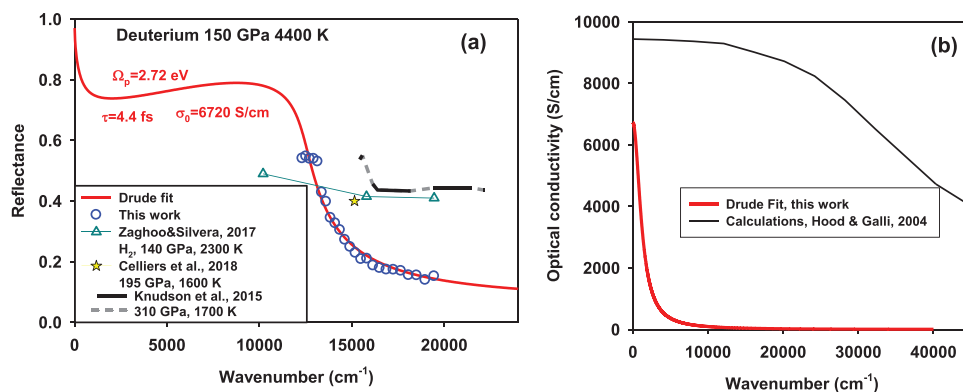 Deuterium 150 GPa 4400 K
(a)
Ωp=2.72 eV
τ=4.4 fs
σ0=6720 S/cm
Reflectance
1.0
0.8
0.6
0.4
0.2
0.0
Drude fit
This work
Zaghoo&Silvera, 2017
H2, 140 GPa, 2300 K
Celliers et al., 2018
195 GPa, 1600 K
Knudson et al., 2015
310 GPa, 1700 K
0 5000 10000 15000 20000
Wavenumber (cm-1)
(b)
Optical conductivity (S/cm)
10000
8000
6000
4000
2000
0
Drude Fit, this work
Calculations, Hood & Galli, 2004
0 10000 20000 30000 40000
Wavenumber (cm-1)